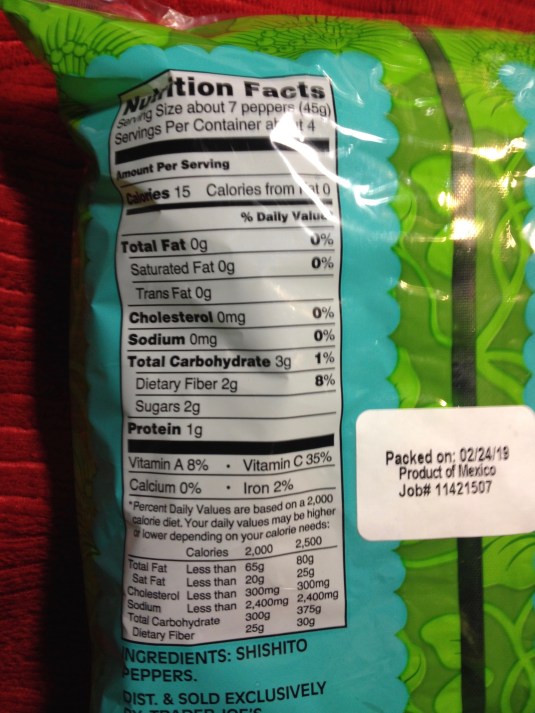 Nutrition Facts
Serving Size about 7 peppers (45g)
Servings Per Container about 4
Amount Per Serving
Calories 15 Calories from Fat 0
% Daily Value
Total Fat 0g 0%
Saturated Fat 0g 0%
Trans Fat 0g
Cholesterol 0mg 0%
Sodium 0mg 0%
Total Carbohydrate 3g 1%
Dietary Fiber 2g 8%
Sugars 2g
Protein 1g
Vitamin A 8% • Vitamin C 35%
Calcium 0% • Iron 2%
*Percent Daily Values are based on a 2,000
calorie diet. Your daily values may be higher
or lower depending on your calorie needs:
Calories 2,000 2,500
Total Fat Less than 65g 80g
Sat Fat Less than 20g 25g
Cholesterol Less than 300mg 300mg
Sodium Less than 2,400mg 2,400mg
Total Carbohydrate 300g 375g
Dietary Fiber 25g 30g
INGREDIENTS: SHISHITO
PEPPERS.
DIST. & SOLD EXCLUSIVELY
BY TRADER JOE'S
Packed on: 02/24/19
Product of Mexico
Job# 11421507